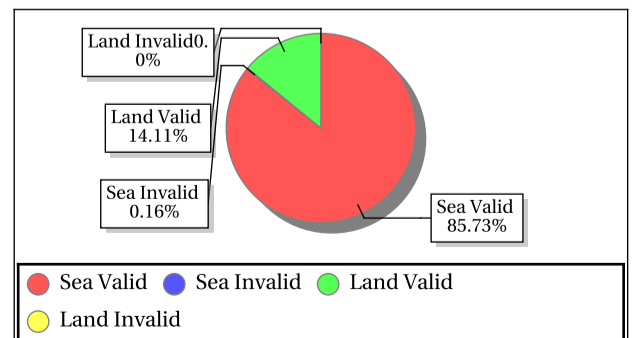 Land Invalid0.
0%
Land Valid
14.11%
Sea Invalid
0.16%
Sea Valid
85.73%
Sea Valid Sea Invalid Land Valid
Land Invalid